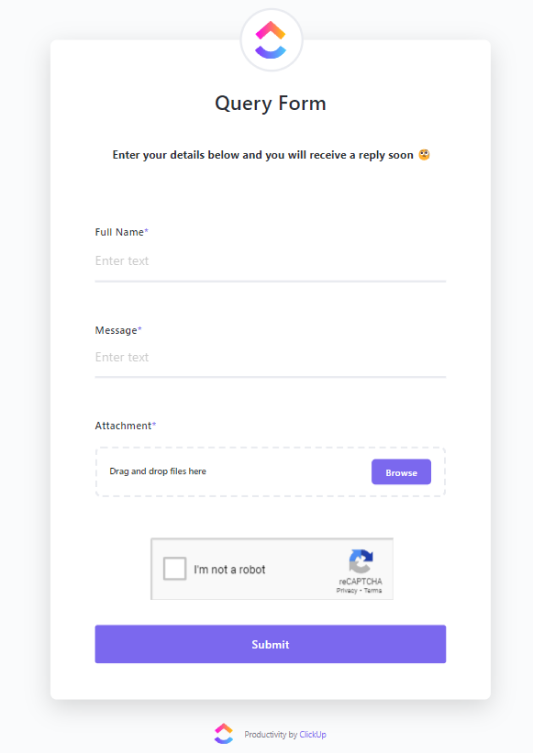 Query Form
Enter your details below and you will receive a reply soon 🧐
Full Name*
Enter text
Message*
Enter text
Attachment*
Drag and drop files here
Browse
I'm not a robot
reCAPTCHA
Privacy - Terms
Submit
Productivity by ClickUp